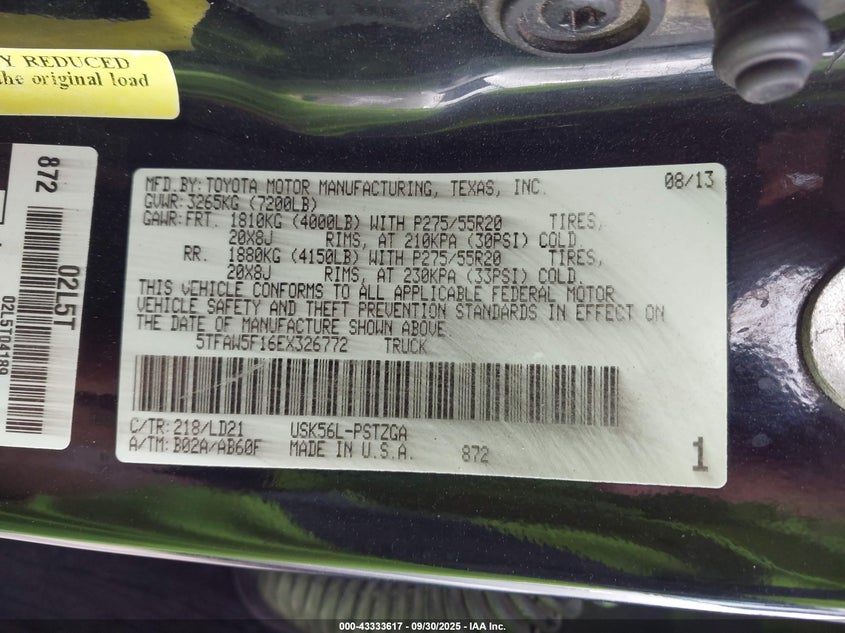 Y REDUCED
the original load
872
02L5T
02L5T04189
MFD.BY: TOYOTA MOTOR MANUFACTURING, TEXAS, INC. 08/13
GVWR: 3265KG (7200LB)
GAWR: FRT. 1810KG (4000LB) WITH P275/55R20 TIRES,
20X8J RIMS, AT 210KPA (30PSI) COLD.
RR. 1880KG (4150LB) WITH P275/55R20 TIRES,
20X8J RIMS, AT 230KPA (33PSI) COLD.
THIS VEHICLE CONFORMS TO ALL APPLICABLE FEDERAL MOTOR
VEHICLE SAFETY AND THEFT PREVENTION STANDARDS IN EFFECT ON
THE DATE OF MANUFACTURE SHOWN ABOVE.
5TFAW5F16EX326772 TRUCK
C/TR: 218/LD21 USK56L-PSTZGA
A/TM: B02A/AB60F MADE IN U.S.A. 872
1
000-43333617 - 09/30/2025 - IAA Inc.